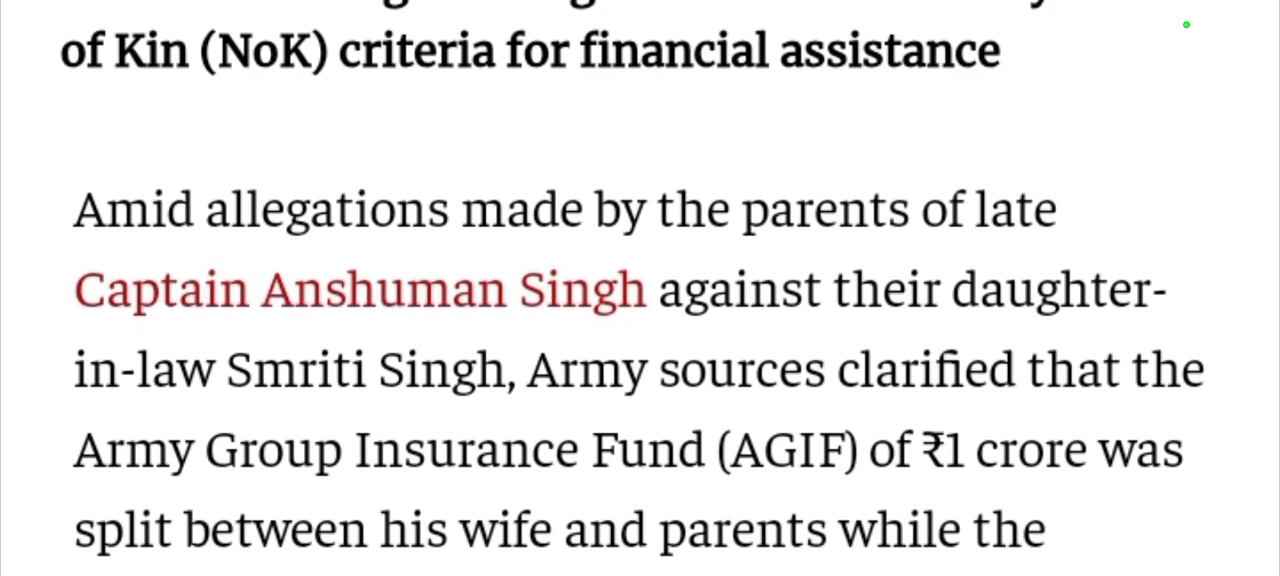 of Kin (NoK) criteria for financial assistance
Amid allegations made by the parents of late
Captain Anshuman Singh against their daughter-
in-law Smriti Singh, Army sources clarified that the
Army Group Insurance Fund (AGIF) of ₹1 crore was
split between his wife and parents while the